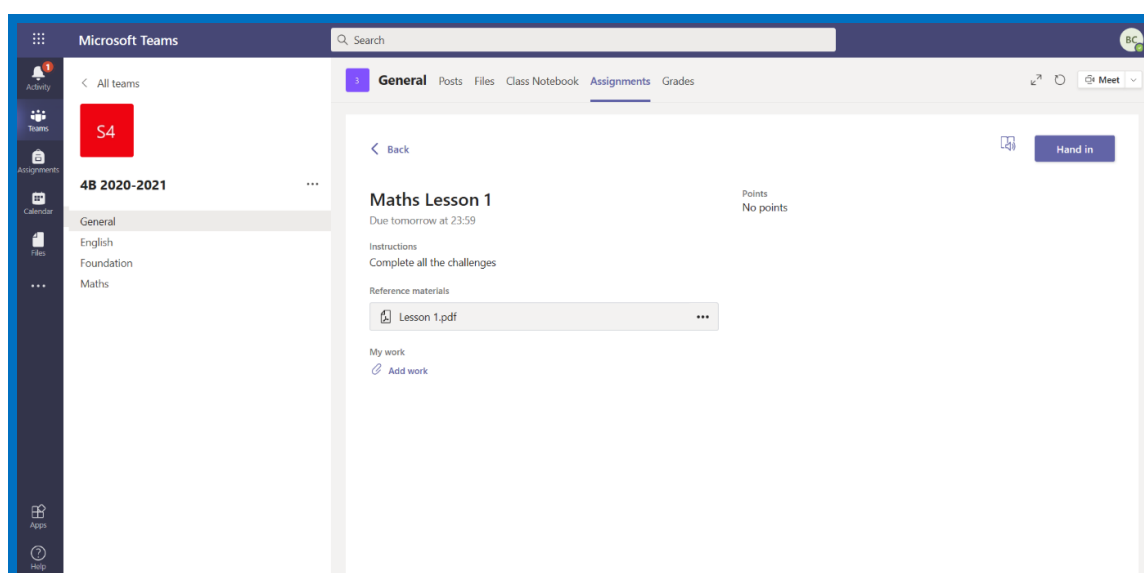 Microsoft Teams
Search
BC
1
Activity
Teams
Assignments
Calendar
Files
Apps
Help
All teams
S4
4B 2020-2021
General
English
Foundation
Maths
3 General Posts Files Class Notebook Assignments Grades
Meet
Back
Hand in
Maths Lesson 1
Due tomorrow at 23:59
Points
No points
Instructions
Complete all the challenges
Reference materials
Lesson 1.pdf
My work
Add work